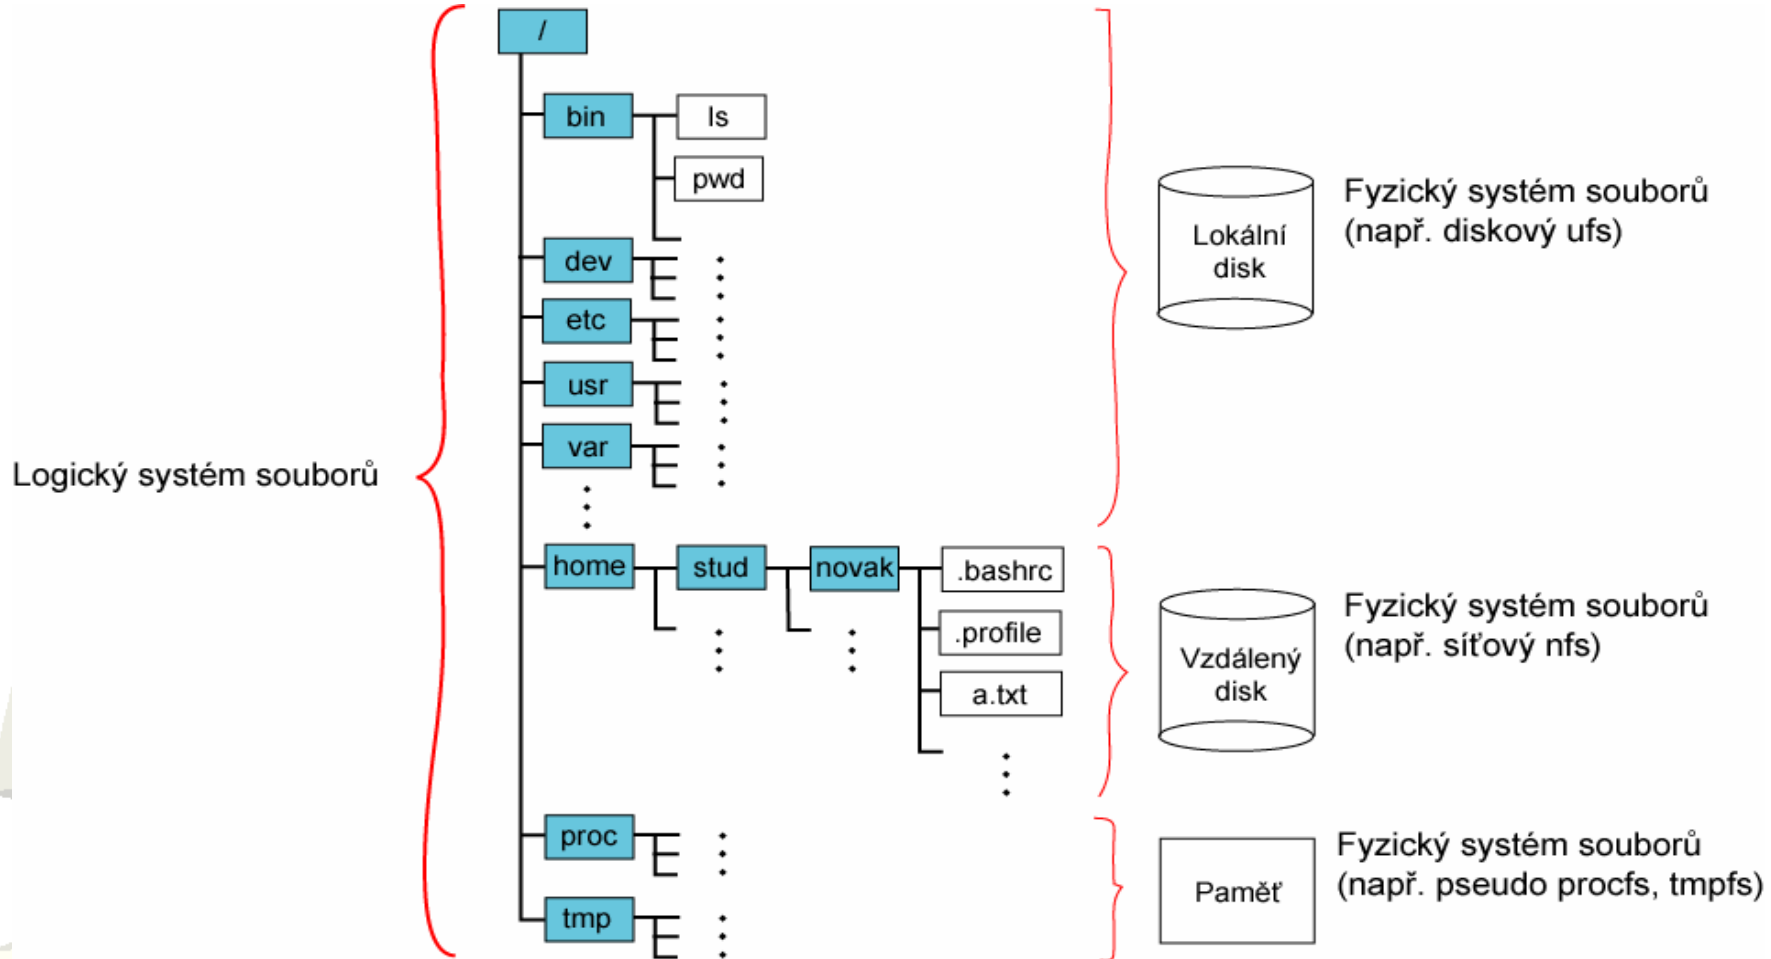 /
bin
ls
pwd
dev
etc
usr
var
home
stud
novak
.bashrc
.profile
a.txt
proc
tmp
Logický systém souborů
Lokální
disk
Fyzický systém souborů
(např. diskový ufs)
Vzdálený
disk
Fyzický systém souborů
(např. síťový nfs)
Paměť
Fyzický systém souborů
(např. pseudo procfs, tmpfs)